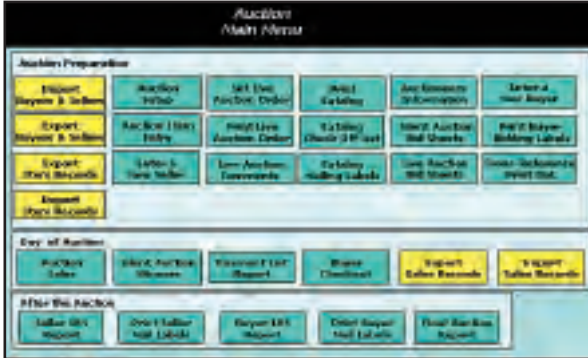 Auction
Main Menu
Auction Preparation
Import
Buyers & Sellers
Auction
Setup
Set Live
Auction Order
Print
Catalog
Auctioneers
Information
Enter a
New Buyer
Export
Buyers & Sellers
Auction Item
Entry
Print Live
Auction Order
Catalog
Check Off List
Silent Auction
Bid Sheets
Print Buyer
Bidding Labels
Export
Item Records
Enter a
New Seller
Live Auction
Comments
Catalog
Mailing Labels
Live Auction
Bid Sheets
Print Out
Import
Item Records
Day of Auction
Auction
Sales
Silent Auction
Winners
List
Report
Buyer
Checkout
Export
Sales Records
Import
Sales Records
After the Auction
Seller
Report
Print Seller
Mail Labels
Buyer
Report
Print Buyer
Mail Labels
Final Auction
Report